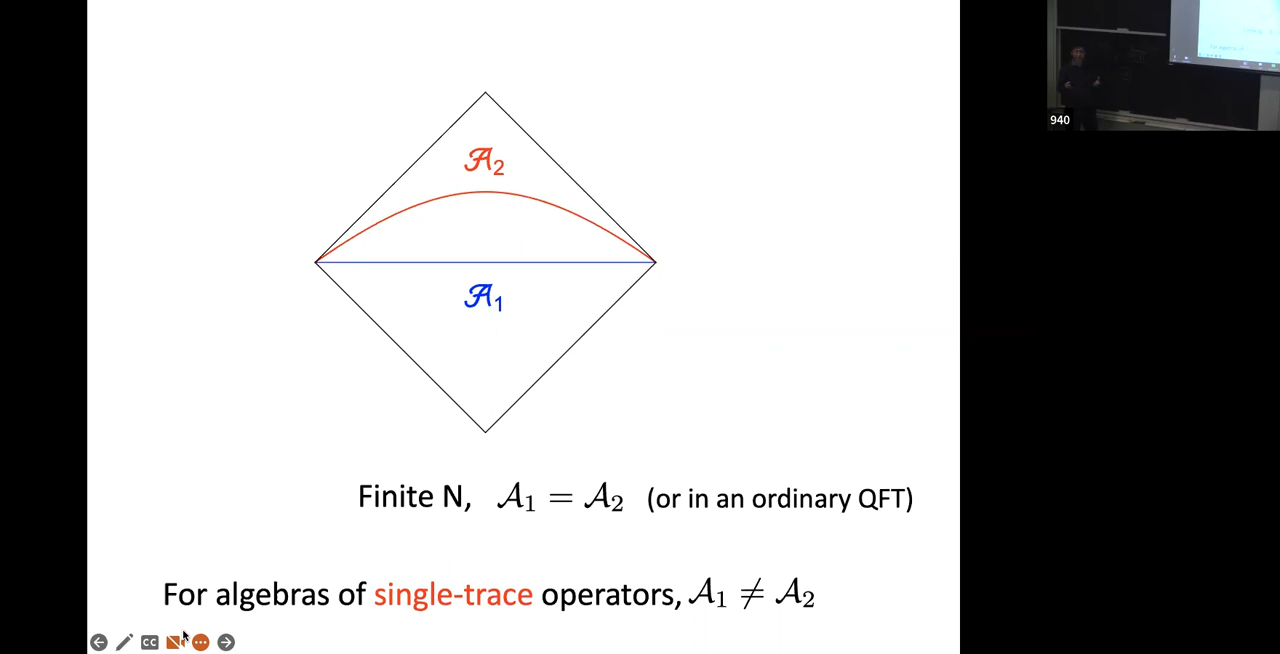 940
𝒜₂
𝒜₁
Finite N, 𝒜₁ = 𝒜₂ (or in an ordinary QFT)
For algebras of single-trace operators, 𝒜₁ ≠ 𝒜₂
CC